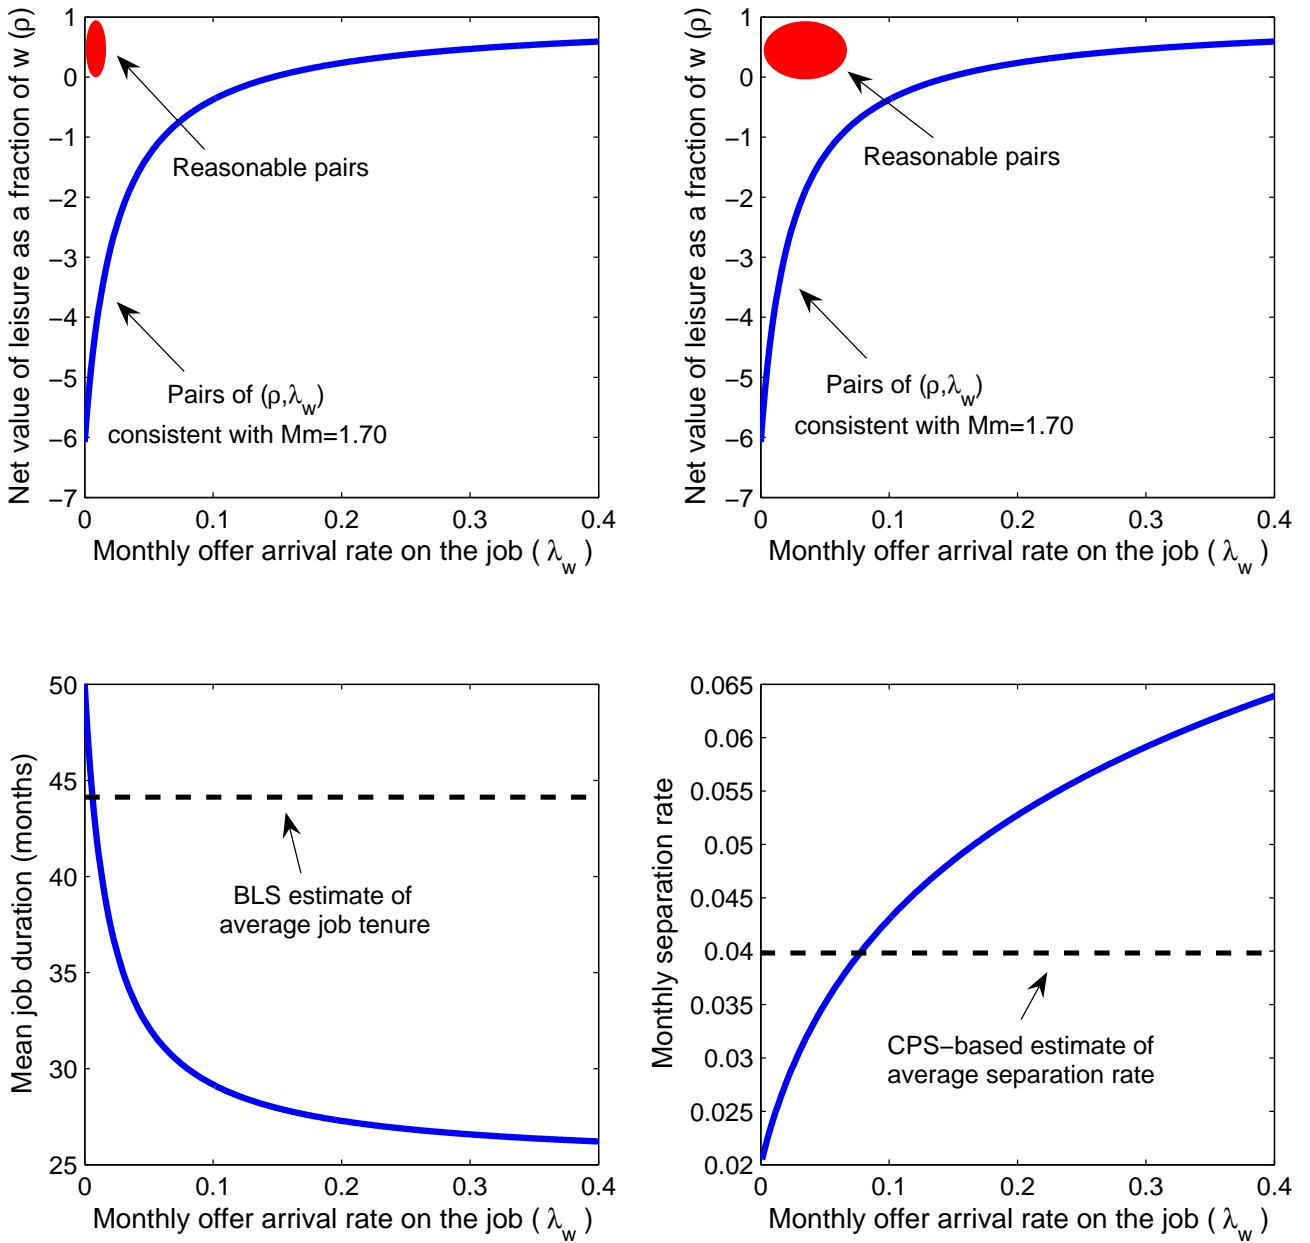 1
0
−1
−2
−3
−4
−5
−6
−7
Net value of leisure as a fraction of w (ρ)
Reasonable pairs
Pairs of (ρ,λw)
consistent with Mm=1.70
0 0.1 0.2 0.3 0.4
Monthly offer arrival rate on the job ( λw )
1
0
−1
−2
−3
−4
−5
−6
−7
Net value of leisure as a fraction of w (ρ)
Reasonable pairs
Pairs of (ρ,λw)
consistent with Mm=1.70
0 0.1 0.2 0.3 0.4
Monthly offer arrival rate on the job ( λw )
50
45
40
35
30
25
Mean job duration (months)
BLS estimate of
average job tenure
0 0.1 0.2 0.3 0.4
Monthly offer arrival rate on the job ( λw )
0.065
0.06
0.055
0.05
0.045
0.04
0.035
0.03
0.025
0.02
Monthly separation rate
CPS−based estimate of
average separation rate
0 0.1 0.2 0.3 0.4
Monthly offer arrival rate on the job ( λw )